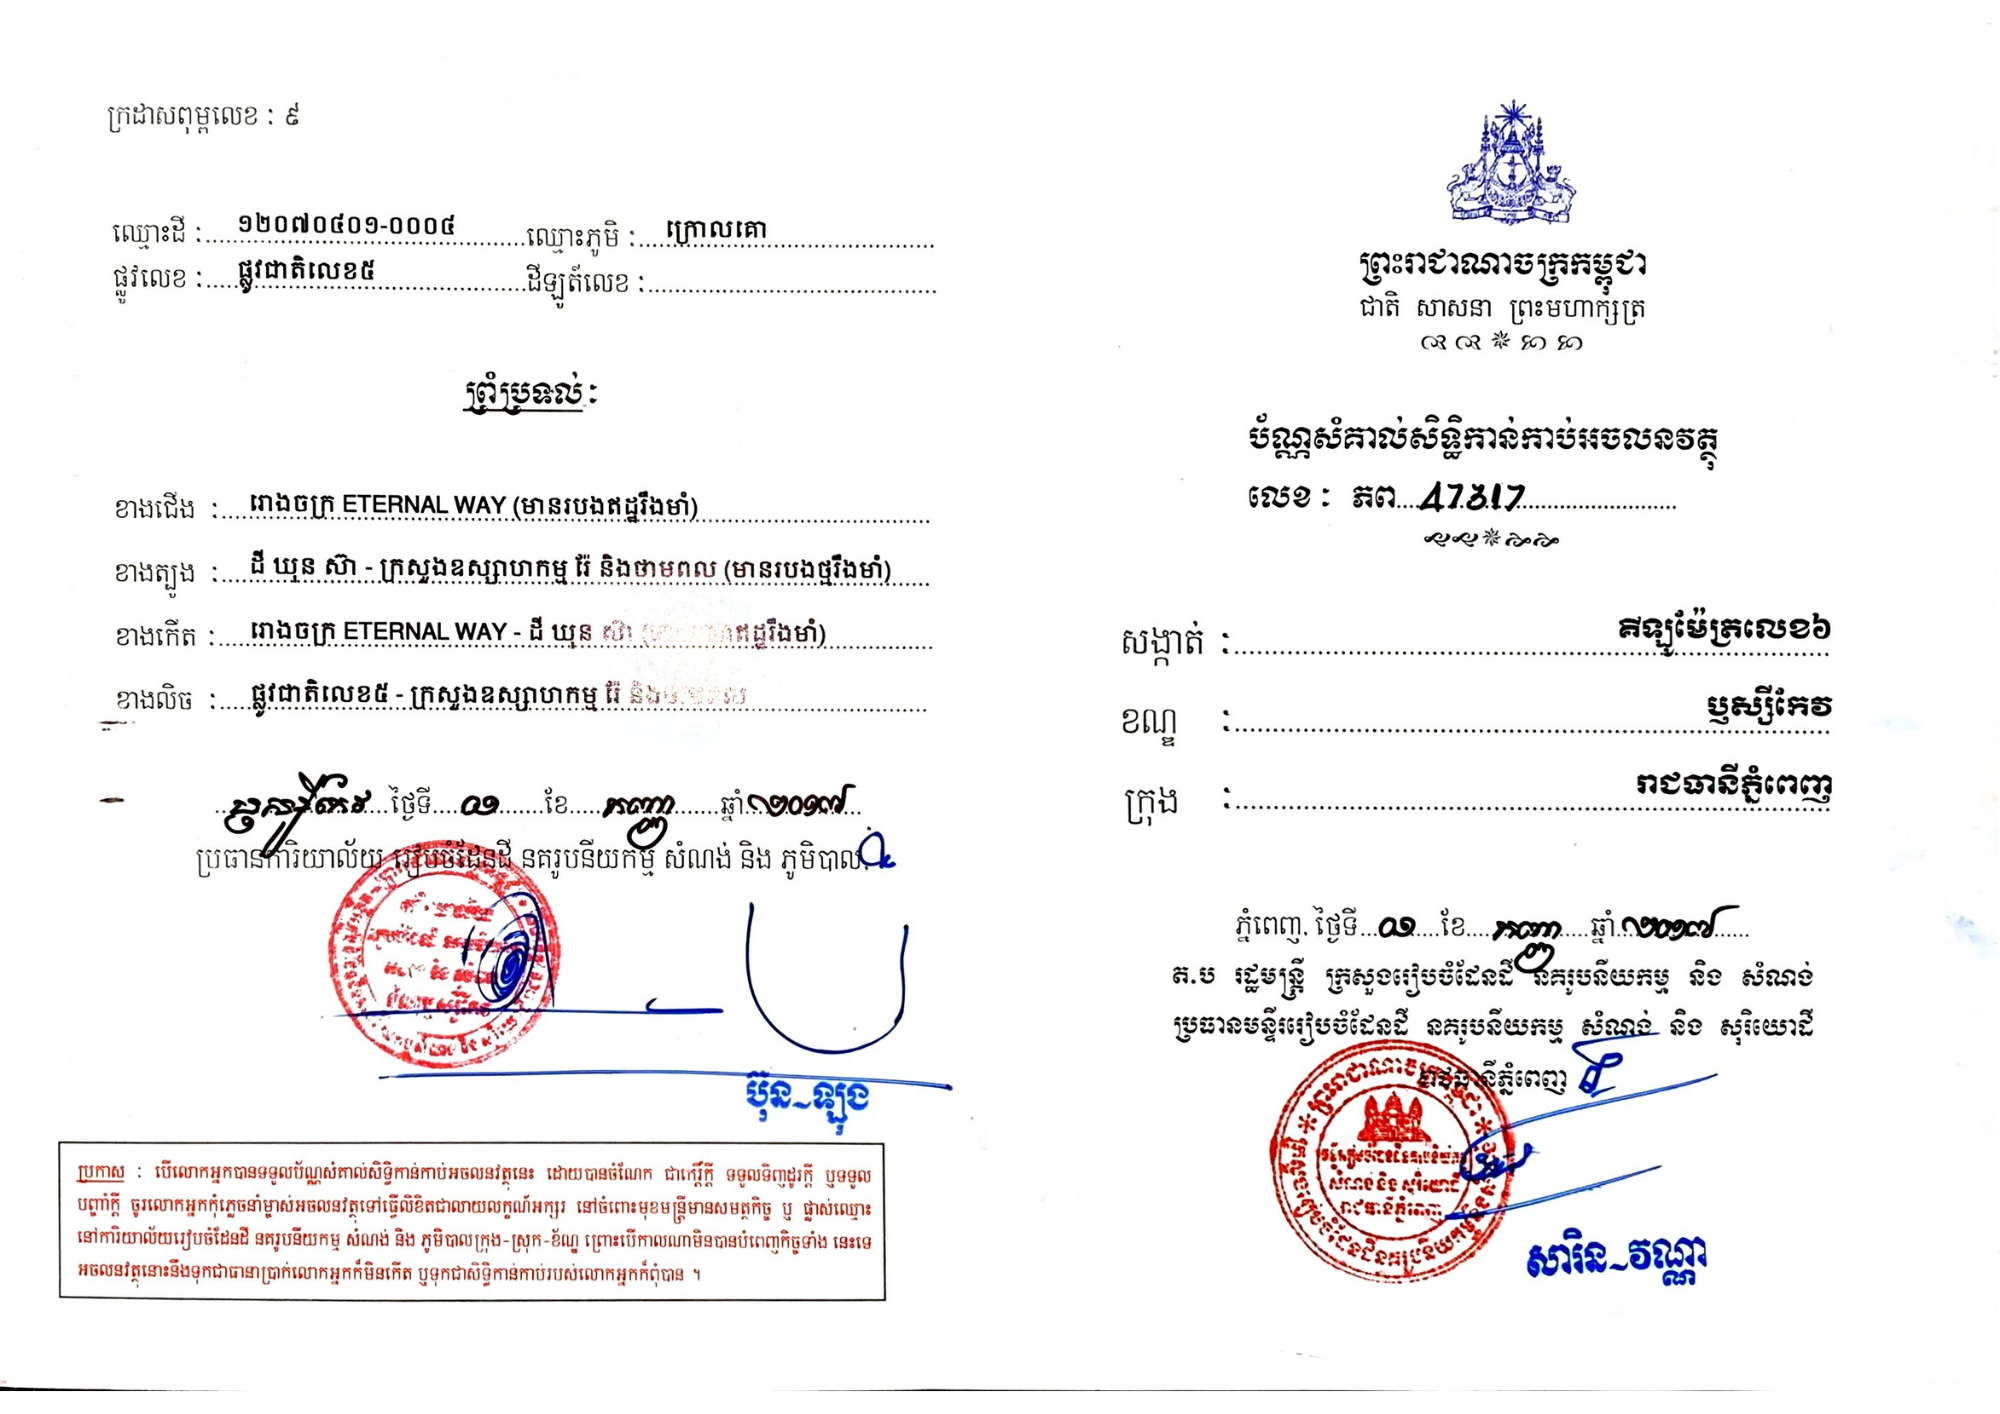 ក្រដាសពុម្ពលេខ : ៩
ឈ្មោះដី : ១២០៧០៤០១-០០០៤ ឈ្មោះភូមិ : ក្រោលគោ
ផ្លូវលេខ : ផ្លូវជាតិលេខ៥ ដីឡូត៍លេខ :
ព្រំប្រទល់ :
ខាងជើង : រោងចក្រ ETERNAL WAY (មានរបងឥដ្ឋរឹងមាំ)
ខាងត្បូង : ដី ឃុន ស៊ា - ក្រសួងឧស្សាហកម្ម រ៉ែ និងថាមពល (មានរបងថ្មរឹងមាំ)
ខាងកើត : រោងចក្រ ETERNAL WAY - ដី ឃុន ស៊ា (មានរបងឥដ្ឋរឹងមាំ)
ខាងលិច : ផ្លូវជាតិលេខ៥ - ក្រសួងឧស្សាហកម្ម រ៉ែ និងថាមពល
ឫស្សីកែវ ថ្ងៃទី ០១ ខែ កញ្ញា ឆ្នាំ ២០១៧
ប្រធានការិយាល័យ រៀបចំដែនដី នគរូបនីយកម្ម សំណង់ និង ភូមិបាល
ប៊ុន~ឡុង
ប្រកាស : បើលោកអ្នកបានទទួលប័ណ្ណសំគាល់សិទ្ធិកាន់កាប់អចលនវត្ថុនេះ ដោយបានចំណែក ជាកេរ្តិ៍ក្តី ទទួលទិញដូរក្តី ឬទទួល
បញ្ចាំក្តី ចូរលោកអ្នកកុំភ្លេចនាំម្ចាស់អចលនវត្ថុទៅធ្វើលិខិតជាលាយលក្ខណ៍អក្សរ នៅចំពោះមុខមន្ត្រីមានសមត្ថកិច្ច ឬ ផ្លាស់ឈ្មោះ
នៅការិយាល័យរៀបចំដែនដី នគរូបនីយកម្ម សំណង់ និង ភូមិបាលក្រុង-ស្រុក-ខ័ណ្ឌ ព្រោះបើកាលណាមិនបានបំពេញកិច្ចទាំង នេះទេ
អចលនវត្ថុនោះនឹងទុកជាធានាប្រាក់លោកអ្នកក៏មិនកើត ឬទុកជាសិទ្ធិកាន់កាប់របស់លោកអ្នកក៏ពុំបាន ។
ព្រះរាជាណាចក្រកម្ពុជា
ជាតិ សាសនា ព្រះមហាក្សត្រ
ប័ណ្ណសំគាល់សិទ្ធិកាន់កាប់អចលនវត្ថុ
លេខ : ភព 47317
សង្កាត់ : គីឡូម៉ែត្រលេខ៦
ខណ្ឌ : ឫស្សីកែវ
ក្រុង : រាជធានីភ្នំពេញ
ភ្នំពេញ, ថ្ងៃទី ០១ ខែ កញ្ញា ឆ្នាំ ២០១៧
ត.ប រដ្ឋមន្ត្រី ក្រសួងរៀបចំដែនដី នគរូបនីយកម្ម និង សំណង់
ប្រធានមន្ទីររៀបចំដែនដី នគរូបនីយកម្ម សំណង់ និង សុរិយោដី
រាជធានីភ្នំពេញ
សារិន~វណ្ណា